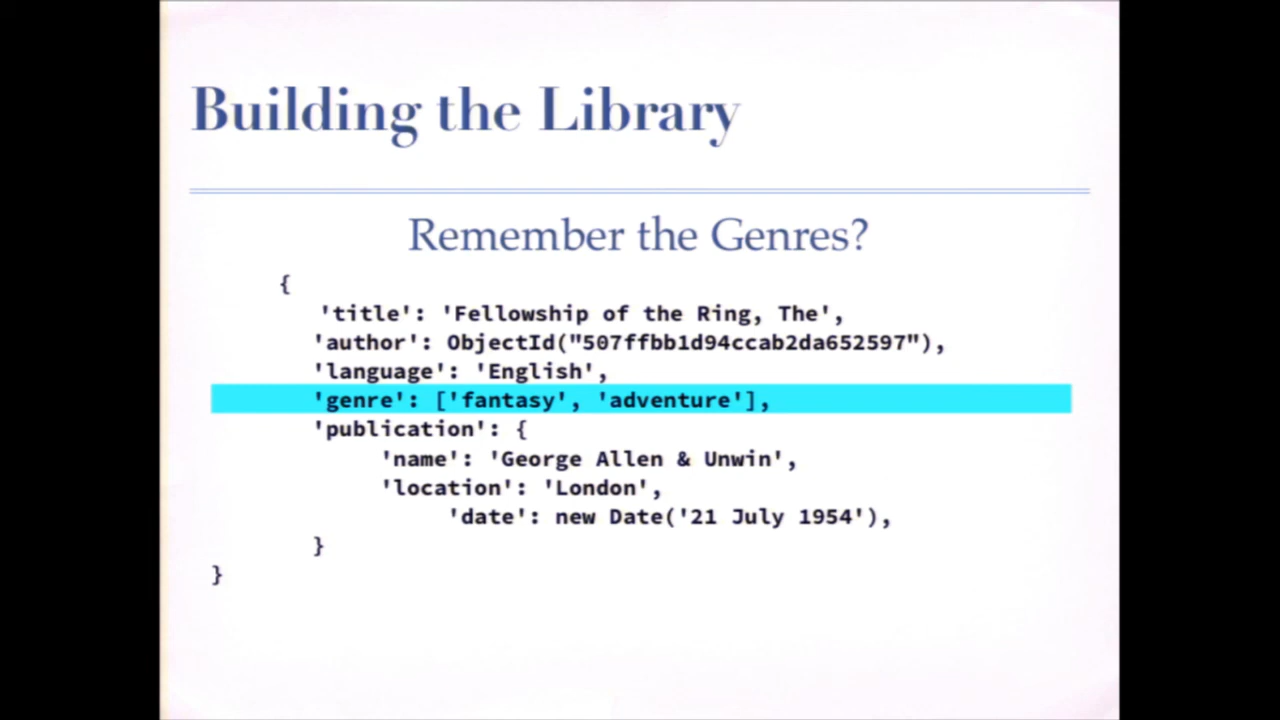 Building the Library
Remember the Genres?
{
'title': 'Fellowship of the Ring, The',
'author': ObjectId("507ffbb1d94ccab2da652597"),
'language': 'English',
'genre': ['fantasy', 'adventure'],
'publication': {
'name': 'George Allen & Unwin',
'location': 'London',
'date': new Date('21 July 1954'),
}
}